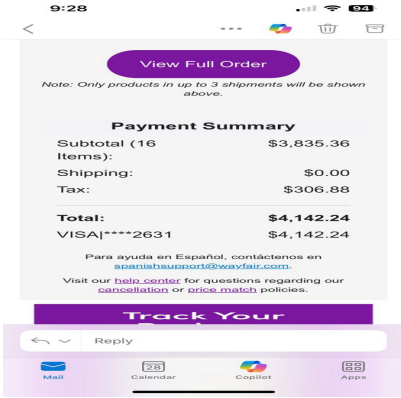 9:28
94
View Full Order
Note: Only products in up to 3 shipments will be shown
above.
Payment Summary
Subtotal (16 $3,835.36
Items):
Shipping: $0.00
Tax: $306.88
Total: $4,142.24
VISA|****2631 $4,142.24
Para ayuda en Español, contáctenos en
spanishsupport@wayfair.com.
Visit our help center for questions regarding our
cancellation or price match policies.
Track Your
Reply
28
Mail Calendar Copilot Apps